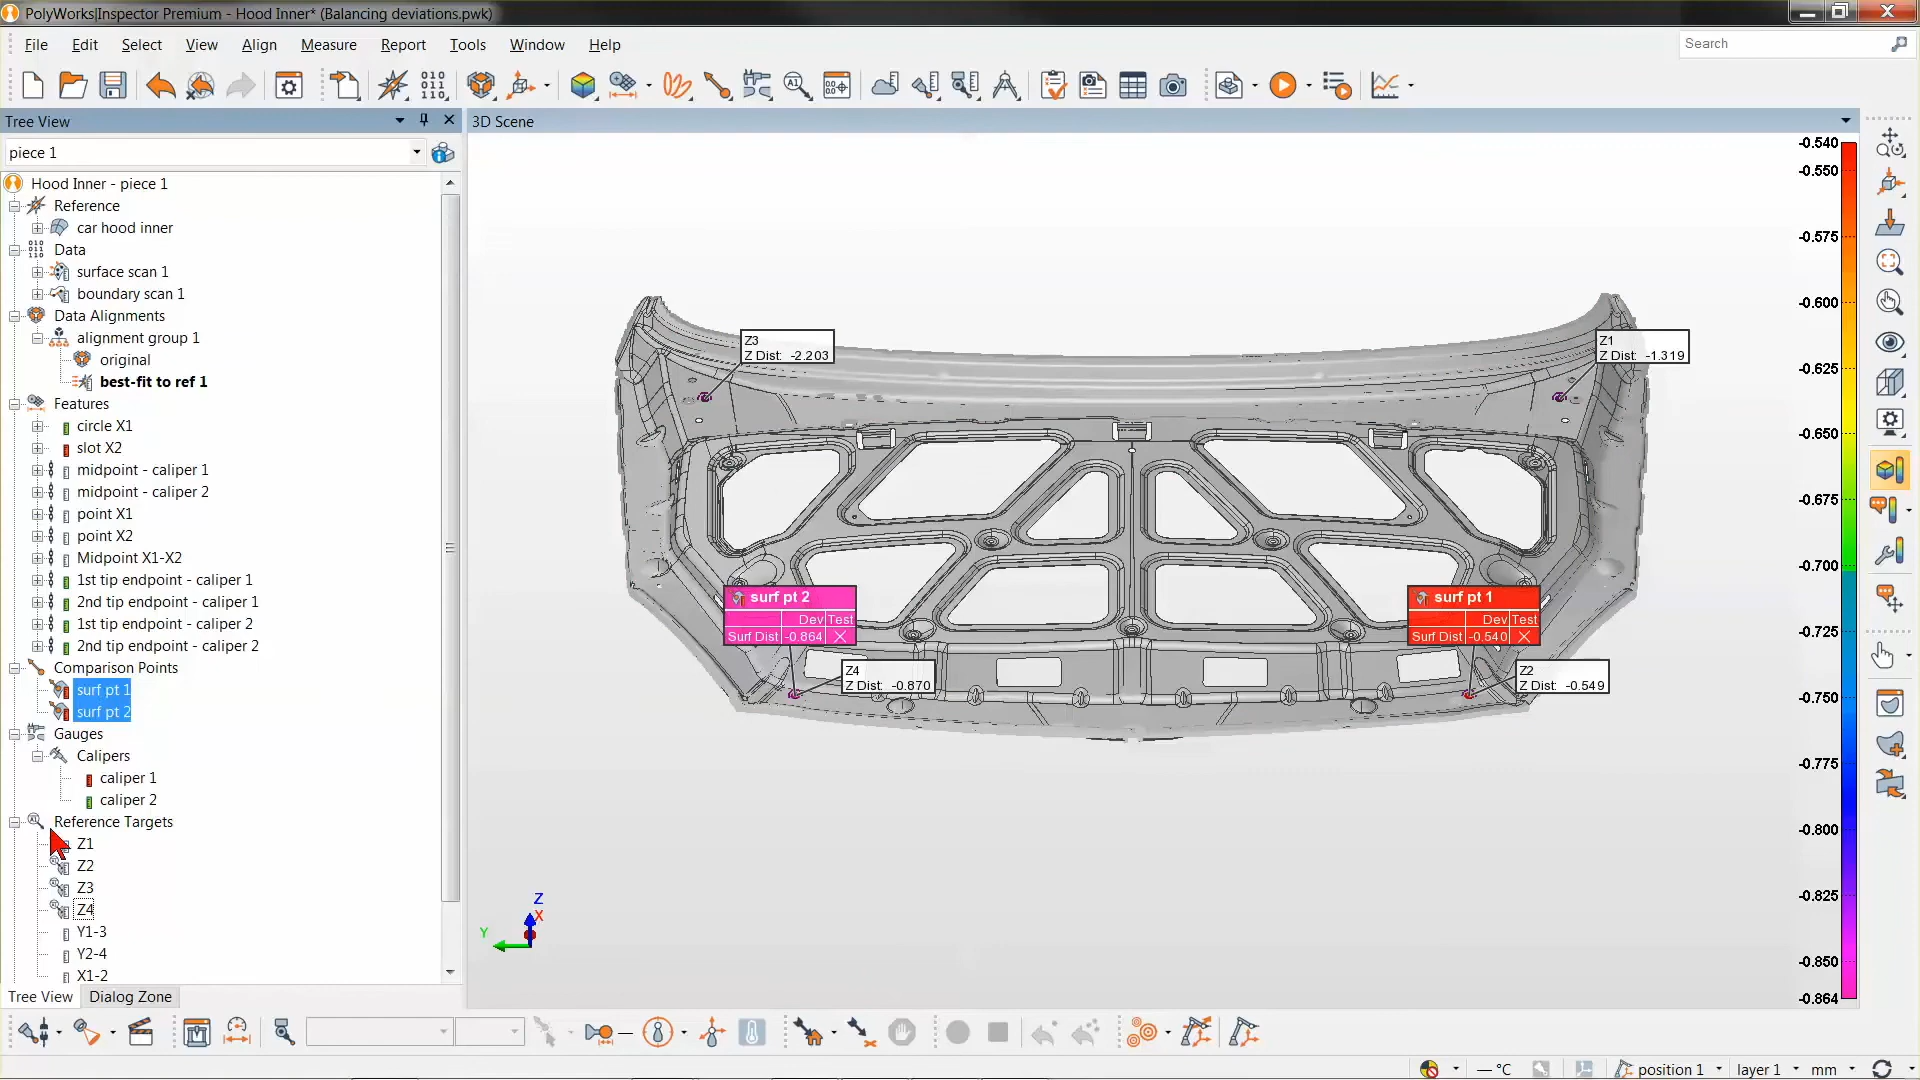 PolyWorks|Inspector Premium - Hood Inner* (Balancing deviations.pwk)
File Edit Select View Align Measure Report Tools Window Help
Search
Tree View
3D Scene
piece 1
Hood Inner - piece 1
Reference
car hood inner
Data
surface scan 1
boundary scan 1
Data Alignments
alignment group 1
original
best-fit to ref 1
Features
circle X1
slot X2
midpoint - caliper 1
midpoint - caliper 2
point X1
point X2
Midpoint X1-X2
1st tip endpoint - caliper 1
2nd tip endpoint - caliper 1
1st tip endpoint - caliper 2
2nd tip endpoint - caliper 2
Comparison Points
surf pt 1
surf pt 2
Gauges
Calipers
caliper 1
caliper 2
Reference Targets
Z1
Z2
Z3
Z4
Y1-3
Y2-4
X1-2
Tree View Dialog Zone
Z3
Z Dist: -2.203
Z1
Z Dist: -1.319
surf pt 2
Dev Test
Surf Dist -0.864
surf pt 1
Dev Test
Surf Dist -0.540
Z4
Z Dist: -0.870
Z2
Z Dist: -0.549
Z
X
Y
-0.540
-0.550
-0.575
-0.600
-0.625
-0.650
-0.675
-0.700
-0.725
-0.750
-0.775
-0.800
-0.825
-0.850
-0.864
— °C
position 1
layer 1
mm